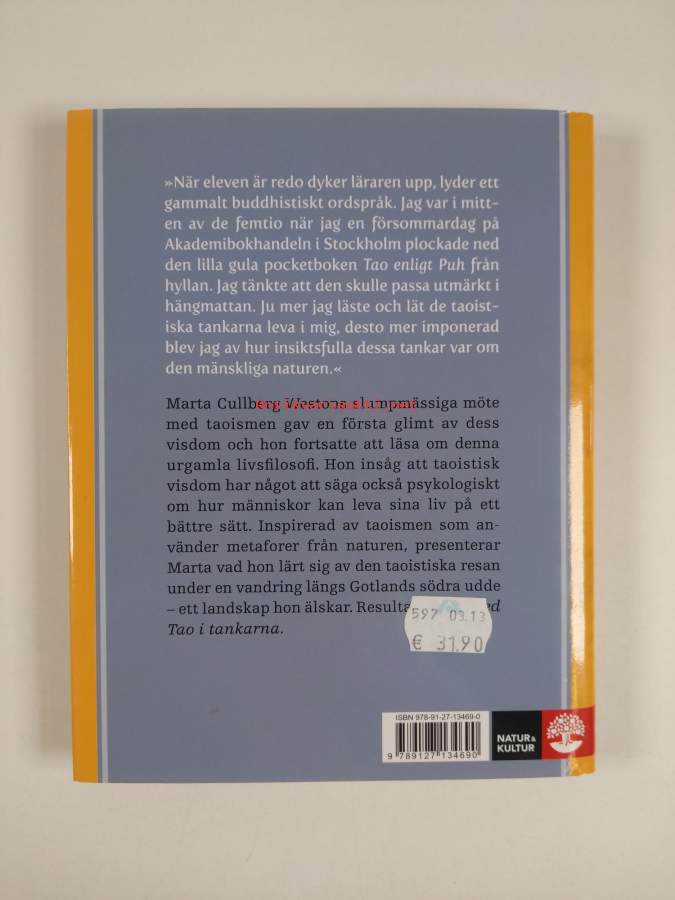 »När eleven är redo dyker läraren upp, lyder ett
gammalt buddhistiskt ordspråk. Jag var i mitt-
en av de femtio när jag en försommardag på
Akademibokhandeln i Stockholm plockade ned
den lilla gula pocketboken Tao enligt Puh från
hyllan. Jag tänkte att den skulle passa utmärkt i
hängmattan. Ju mer jag läste och lät de taoist-
iska tankarna leva i mig, desto mer imponerad
blev jag av hur insiktsfulla dessa tankar var om
den mänskliga naturen.«
Marta Cullberg Westons slumpmässiga möte
med taoismen gav en första glimt av dess
visdom och hon fortsatte att läsa om denna
urgamla livsfilosofi. Hon insåg att taoistisk
visdom har något att säga också psykologiskt
om hur människor kan leva sina liv på ett
bättre sätt. Inspirerad av taoismen som an-
vänder metaforer från naturen, presenterar
Marta vad hon lärt sig av den taoistiska resan
under en vandring längs Gotlands södra udde
– ett landskap hon älskar. Resulta ed
Tao i tankarna.
597 03.13
€ 31.90
ISBN 978-91-27-13469-0
9 789127 134690
NATUR &
KULTUR